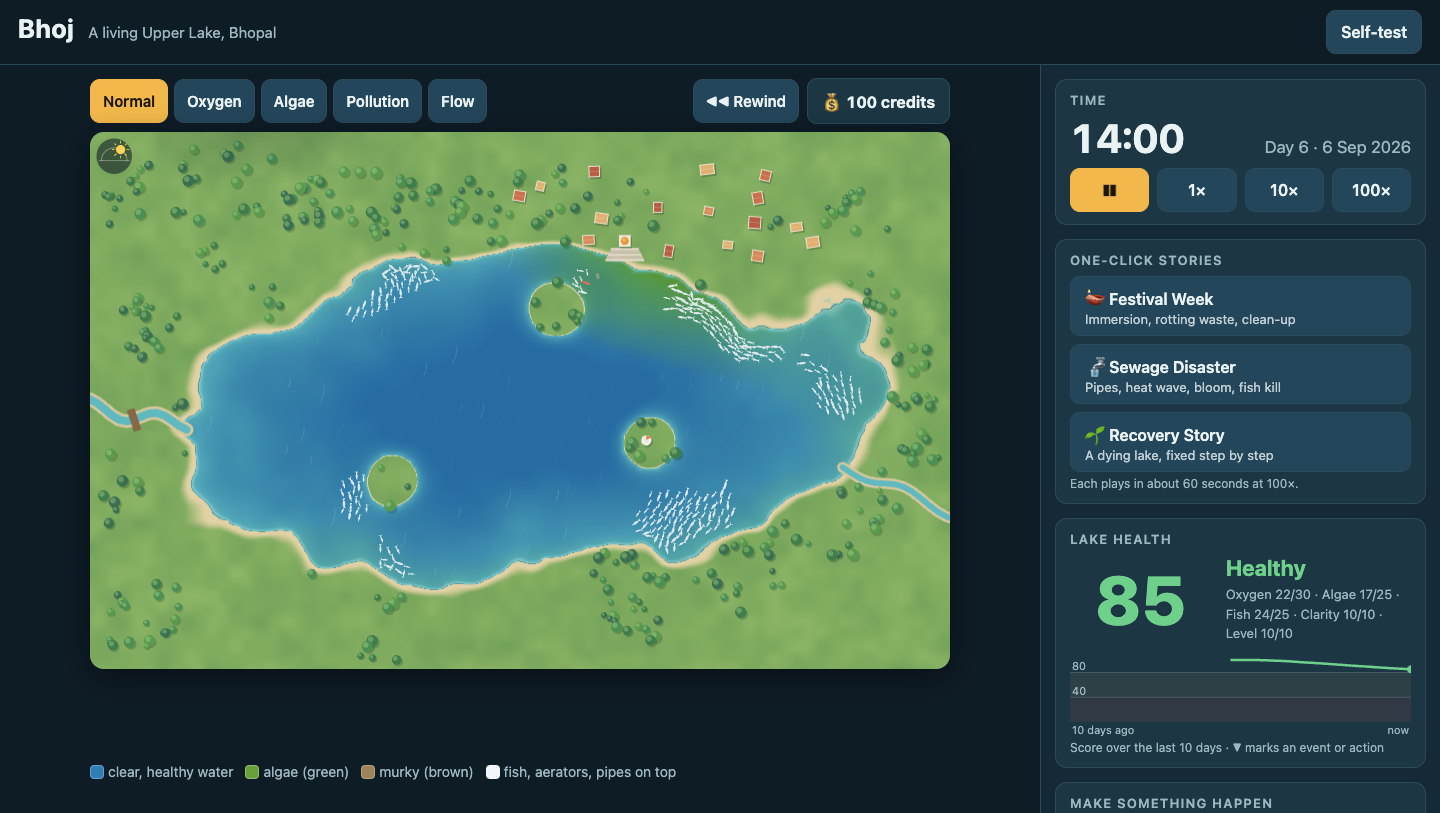 Bhoj A living Upper Lake, Bhopal
Self-test
Normal Oxygen Algae Pollution Flow
Rewind 100 credits
TIME
14:00 Day 6 · 6 Sep 2026
1× 10× 100×
ONE-CLICK STORIES
Festival Week
Immersion, rotting waste, clean-up
Sewage Disaster
Pipes, heat wave, bloom, fish kill
Recovery Story
A dying lake, fixed step by step
Each plays in about 60 seconds at 100×.
LAKE HEALTH
85
Healthy
Oxygen 22/30 · Algae 17/25 ·
Fish 24/25 · Clarity 10/10 ·
Level 10/10
80
40
10 days ago now
Score over the last 10 days · ▼ marks an event or action
MAKE SOMETHING HAPPEN
clear, healthy water algae (green) murky (brown) fish, aerators, pipes on top